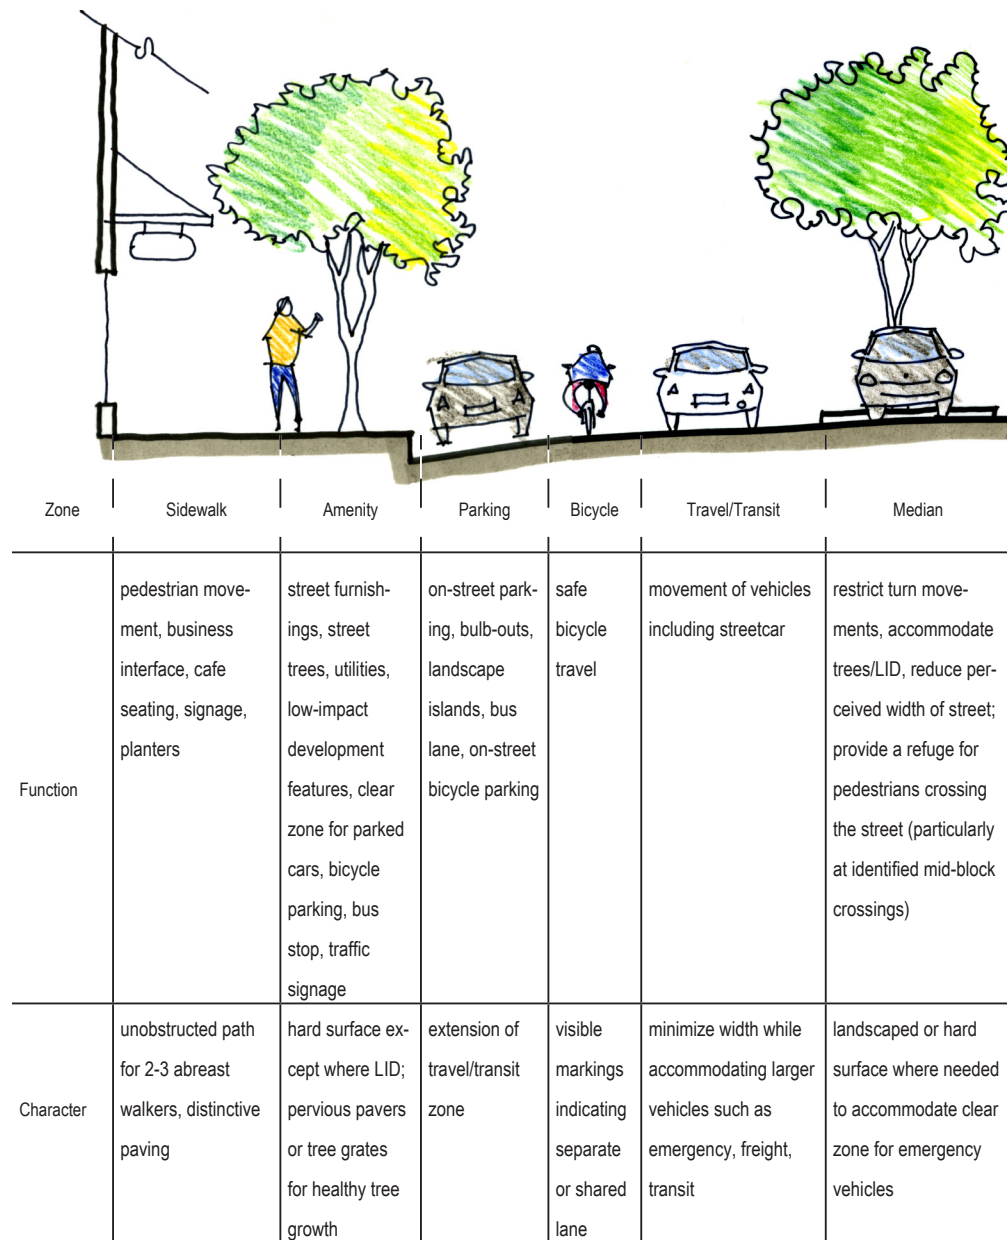 Zone
Sidewalk
Amenity
Parking
Bicycle
Travel/Transit
Median
Function
pedestrian move-
ment, business
interface, cafe
seating, signage,
planters
street furnish-
ings, street
trees, utilities,
low-impact
development
features, clear
zone for parked
cars, bicycle
parking, bus
stop, traffic
signage
on-street park-
ing, bulb-outs,
landscape
islands, bus
lane, on-street
bicycle parking
safe
bicycle
travel
movement of vehicles
including streetcar
restrict turn move-
ments, accommodate
trees/LID, reduce per-
ceived width of street;
provide a refuge for
pedestrians crossing
the street (particularly
at identified mid-block
crossings)
Character
unobstructed path
for 2-3 abreast
walkers, distinctive
paving
hard surface ex-
cept where LID;
pervious pavers
or tree grates
for healthy tree
growth
extension of
travel/transit
zone
visible
markings
indicating
separate
or shared
lane
minimize width while
accommodating larger
vehicles such as
emergency, freight,
transit
landscaped or hard
surface where needed
to accommodate clear
zone for emergency
vehicles